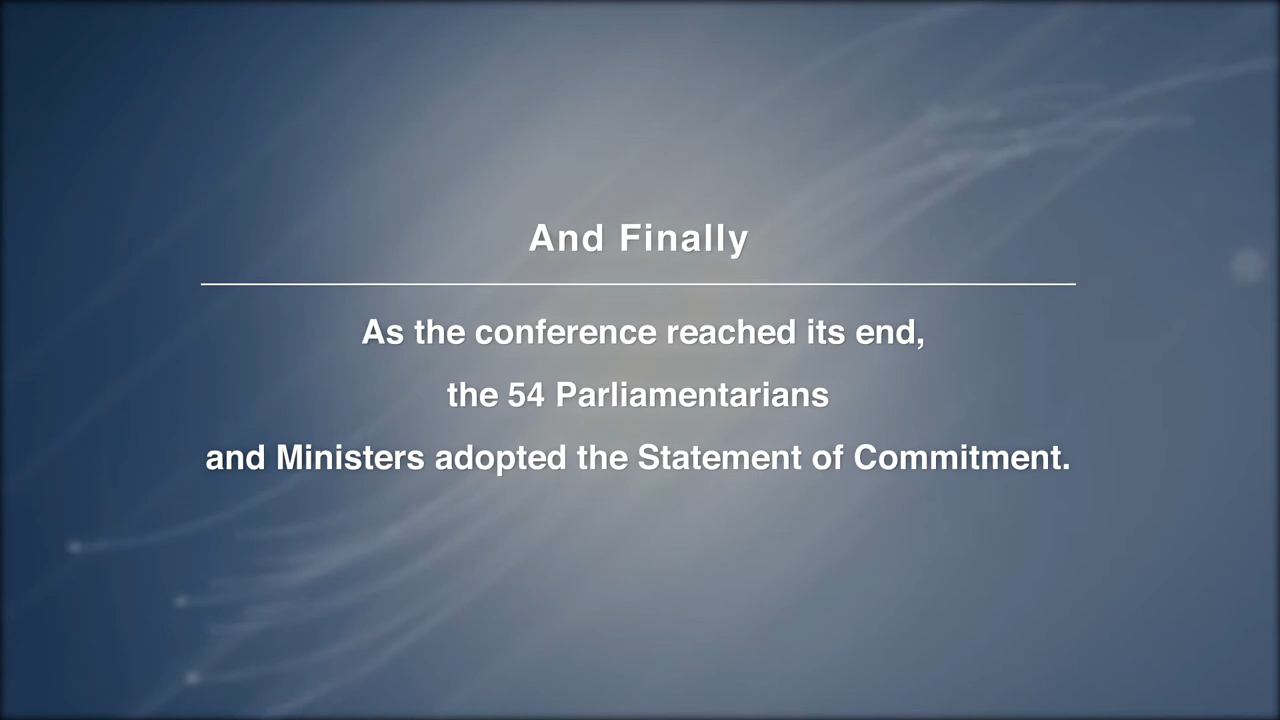 And Finally
As the conference reached its end,
the 54 Parliamentarians
and Ministers adopted the Statement of Commitment.